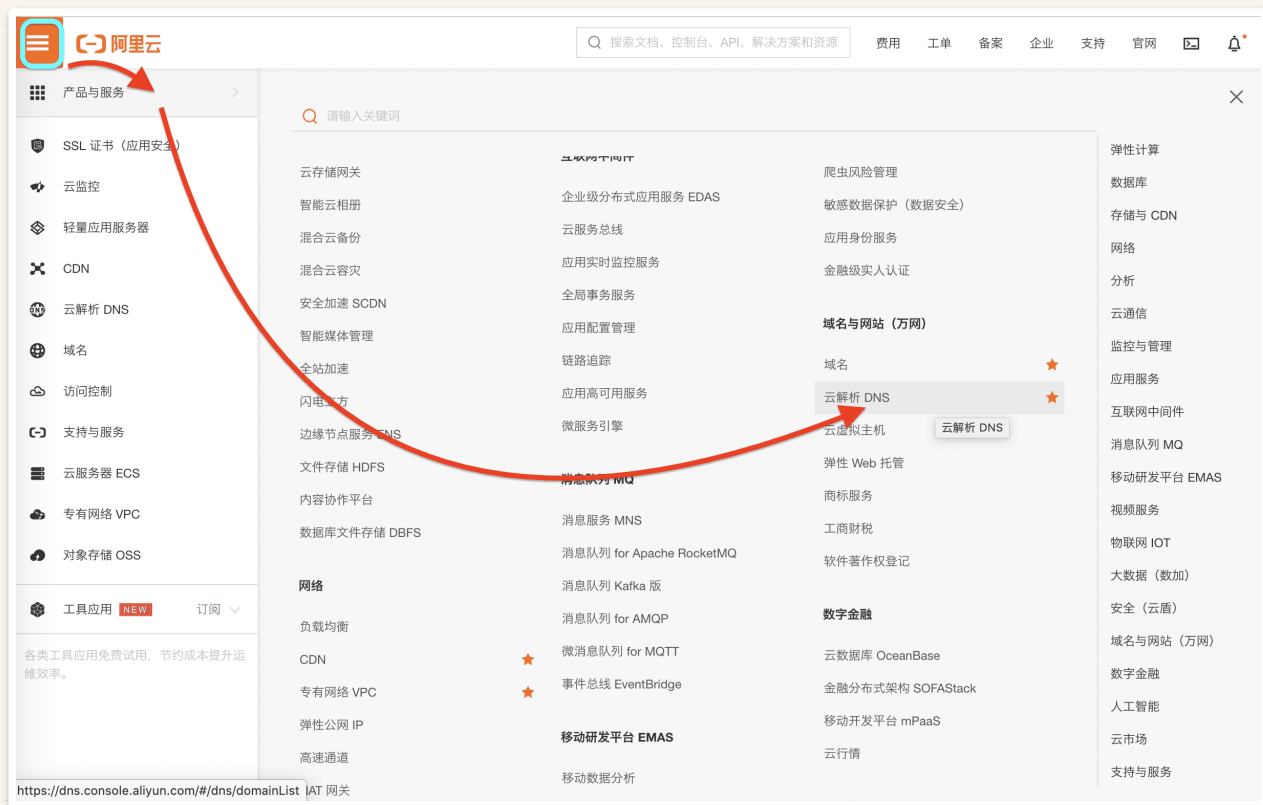 阿里云
搜索文档、控制台、API、解决方案和资源
费用
工单
备案
企业
支持
官网
产品与服务
SSL 证书（应用安全）
云监控
轻量应用服务器
CDN
云解析 DNS
域名
访问控制
支持与服务
云服务器 ECS
专有网络 VPC
对象存储 OSS
工具应用 NEW 订阅
各类工具应用免费试用、节约成本提升运
维效率。
https://dns.console.aliyun.com/#/dns/domainList
请输入关键词
云存储网关
智能云相册
混合云备份
混合云容灾
安全加速 SCDN
智能媒体管理
全站加速
闪电立方
边缘节点服务 ENS
文件存储 HDFS
内容协作平台
数据库文件存储 DBFS
网络
负载均衡
CDN
专有网络 VPC
弹性公网 IP
高速通道
NAT 网关
互联网中间件
企业级分布式应用服务 EDAS
云服务总线
应用实时监控服务
全局事务服务
应用配置管理
链路追踪
应用高可用服务
微服务引擎
消息队列 MQ
消息服务 MNS
消息队列 for Apache RocketMQ
消息队列 Kafka 版
消息队列 for AMQP
微消息队列 for MQTT
事件总线 EventBridge
移动研发平台 EMAS
移动数据分析
爬虫风险管理
敏感数据保护（数据安全）
应用身份服务
金融级实人认证
域名与网站（万网）
域名
云解析 DNS
云虚拟主机
云解析 DNS
弹性 Web 托管
商标服务
工商财税
软件著作权登记
数字金融
云数据库 OceanBase
金融分布式架构 SOFAStack
移动开发平台 mPaaS
云行情
弹性计算
数据库
存储与 CDN
网络
分析
云通信
监控与管理
应用服务
互联网中间件
消息队列 MQ
移动研发平台 EMAS
视频服务
物联网 IOT
大数据（数加）
安全（云盾）
域名与网站（万网）
数字金融
人工智能
云市场
支持与服务